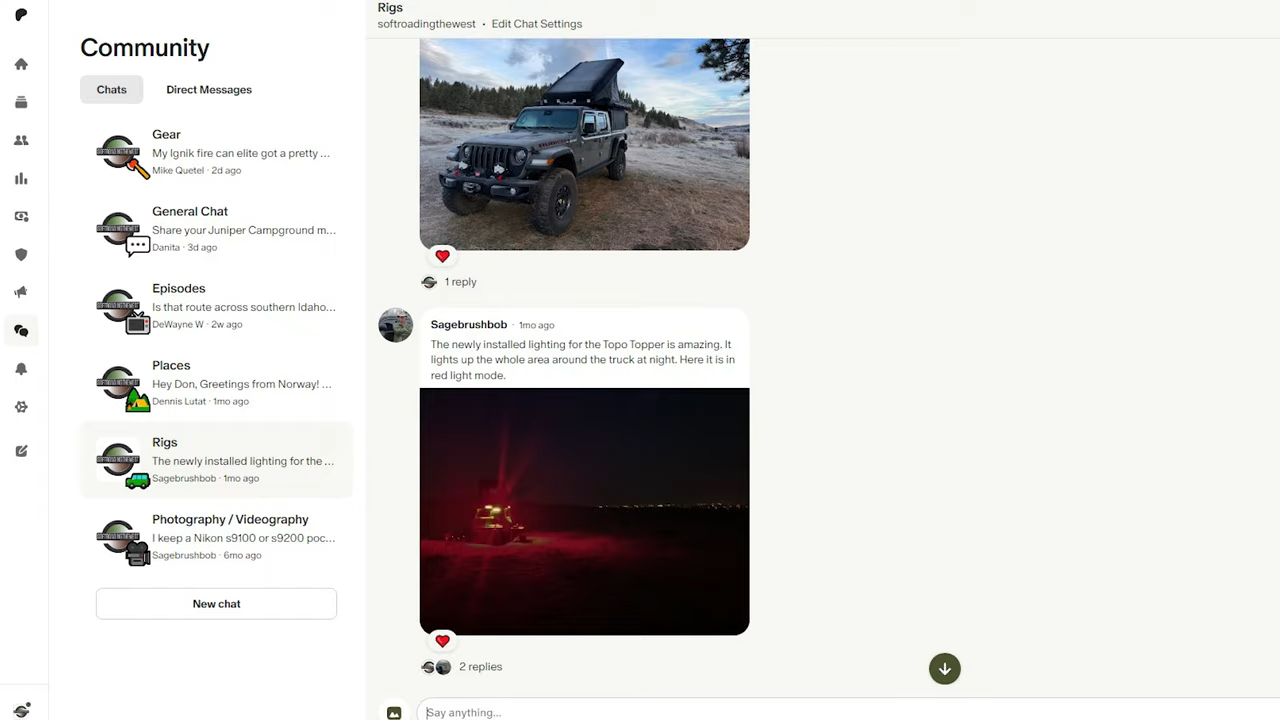 Community
Chats
Direct Messages
Gear
My Ignik fire can elite got a pretty ...
Mike Quetel · 2d ago
General Chat
Share your Juniper Campground m...
Danita · 3d ago
Episodes
Is that route across southern Idaho...
DeWayne W · 2w ago
Places
Hey Don, Greetings from Norway! ...
Dennis Lutat · 1mo ago
Rigs
The newly installed lighting for the ...
Sagebrushbob · 1mo ago
Photography / Videography
I keep a Nikon s9100 or s9200 poc...
Sagebrushbob · 6mo ago
New chat
Rigs
softroadingthewest • Edit Chat Settings
1 reply
Sagebrushbob · 1mo ago
The newly installed lighting for the Topo Topper is amazing. It
lights up the whole area around the truck at night. Here it is in
red light mode.
2 replies
Say anything...